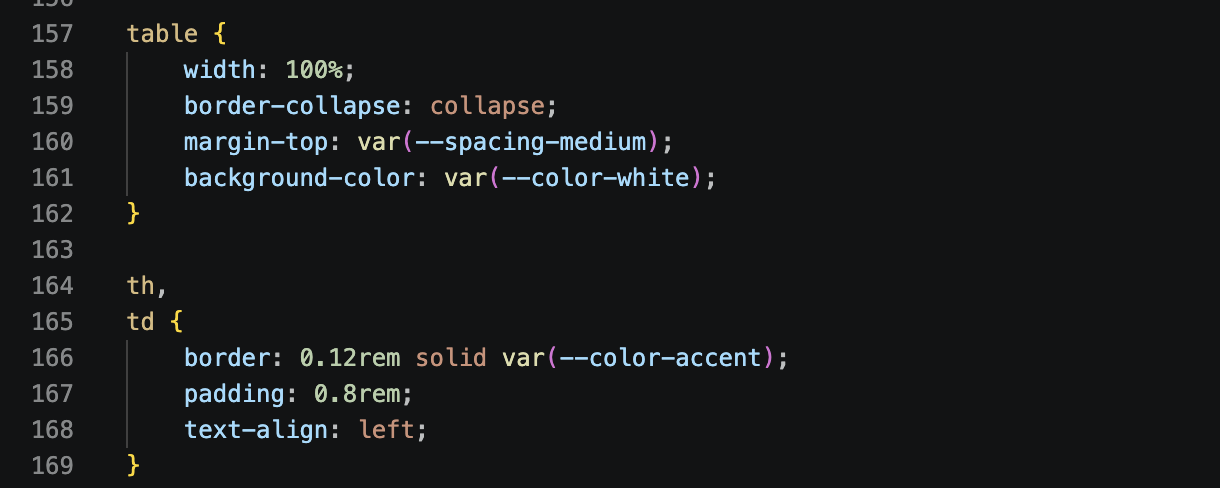 157 table {
158     width: 100%;
159     border-collapse: collapse;
160     margin-top: var(--spacing-medium);
161     background-color: var(--color-white);
162 }
163
164 th,
165 td {
166     border: 0.12rem solid var(--color-accent);
167     padding: 0.8rem;
168     text-align: left;
169 }